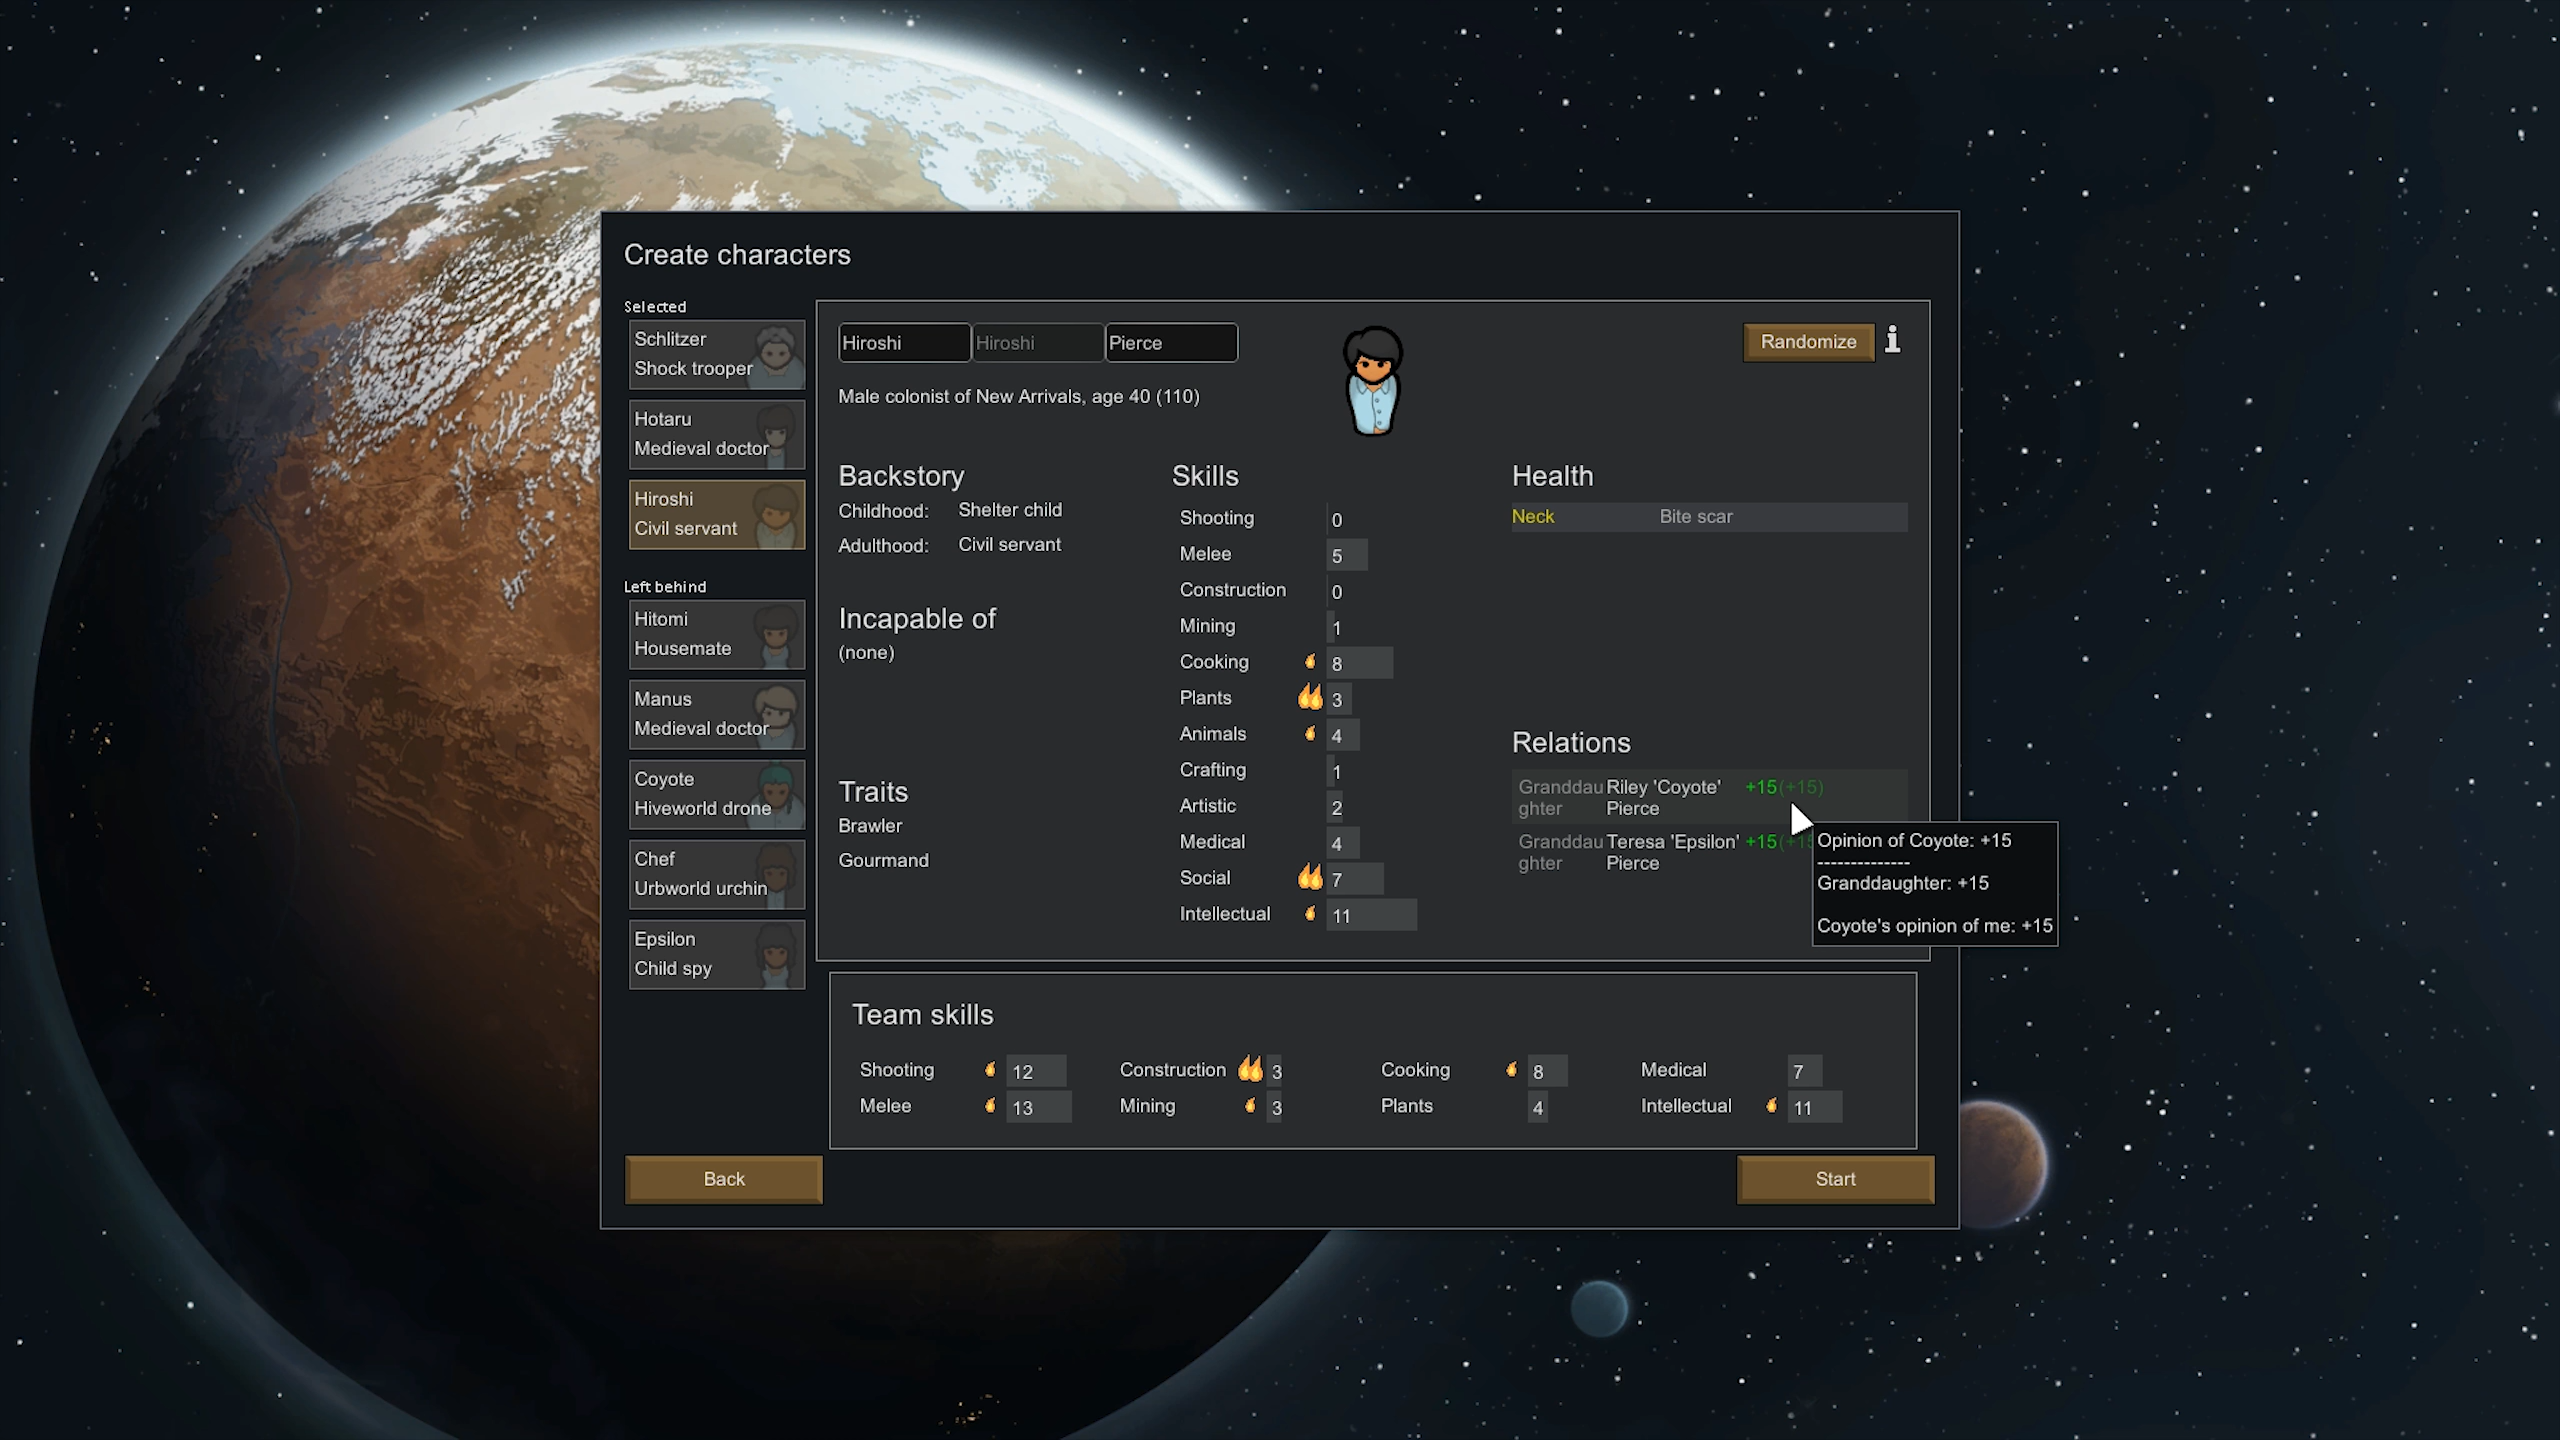 Create characters
Selected
Schlitzer
Shock trooper
Hotaru
Medieval doctor
Hiroshi
Civil servant
Left behind
Hitomi
Housemate
Manus
Medieval doctor
Coyote
Hiveworld drone
Chef
Urbworld urchin
Epsilon
Child spy
Hiroshi Hiroshi Pierce
Randomize
Male colonist of New Arrivals, age 40 (110)
Backstory
Childhood: Shelter child
Adulthood: Civil servant
Incapable of
(none)
Traits
Brawler
Gourmand
Skills
Shooting 0
Melee 5
Construction 0
Mining 1
Cooking 8
Plants 3
Animals 4
Crafting 1
Artistic 2
Medical 4
Social 7
Intellectual 11
Health
Neck Bite scar
Relations
Granddau Riley 'Coyote' +15(+15)
ghter Pierce
Granddau Teresa 'Epsilon' +15(+15
ghter Pierce
Opinion of Coyote: +15
--------------
Granddaughter: +15
Coyote's opinion of me: +15
Team skills
Shooting 12 Construction 3 Cooking 8 Medical 7
Melee 13 Mining 3 Plants 4 Intellectual 11
Back
Start